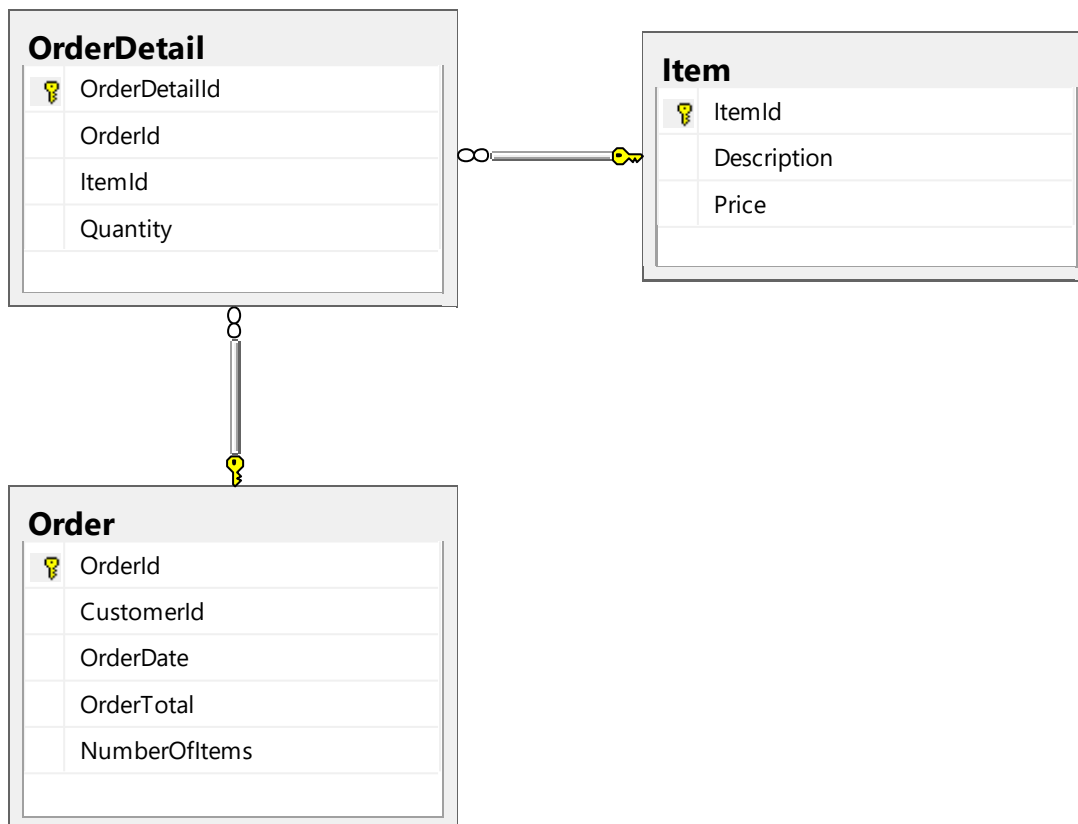 OrderDetail
OrderDetailId
OrderId
ItemId
Quantity
Item
ItemId
Description
Price
Order
OrderId
CustomerId
OrderDate
OrderTotal
NumberOfItems